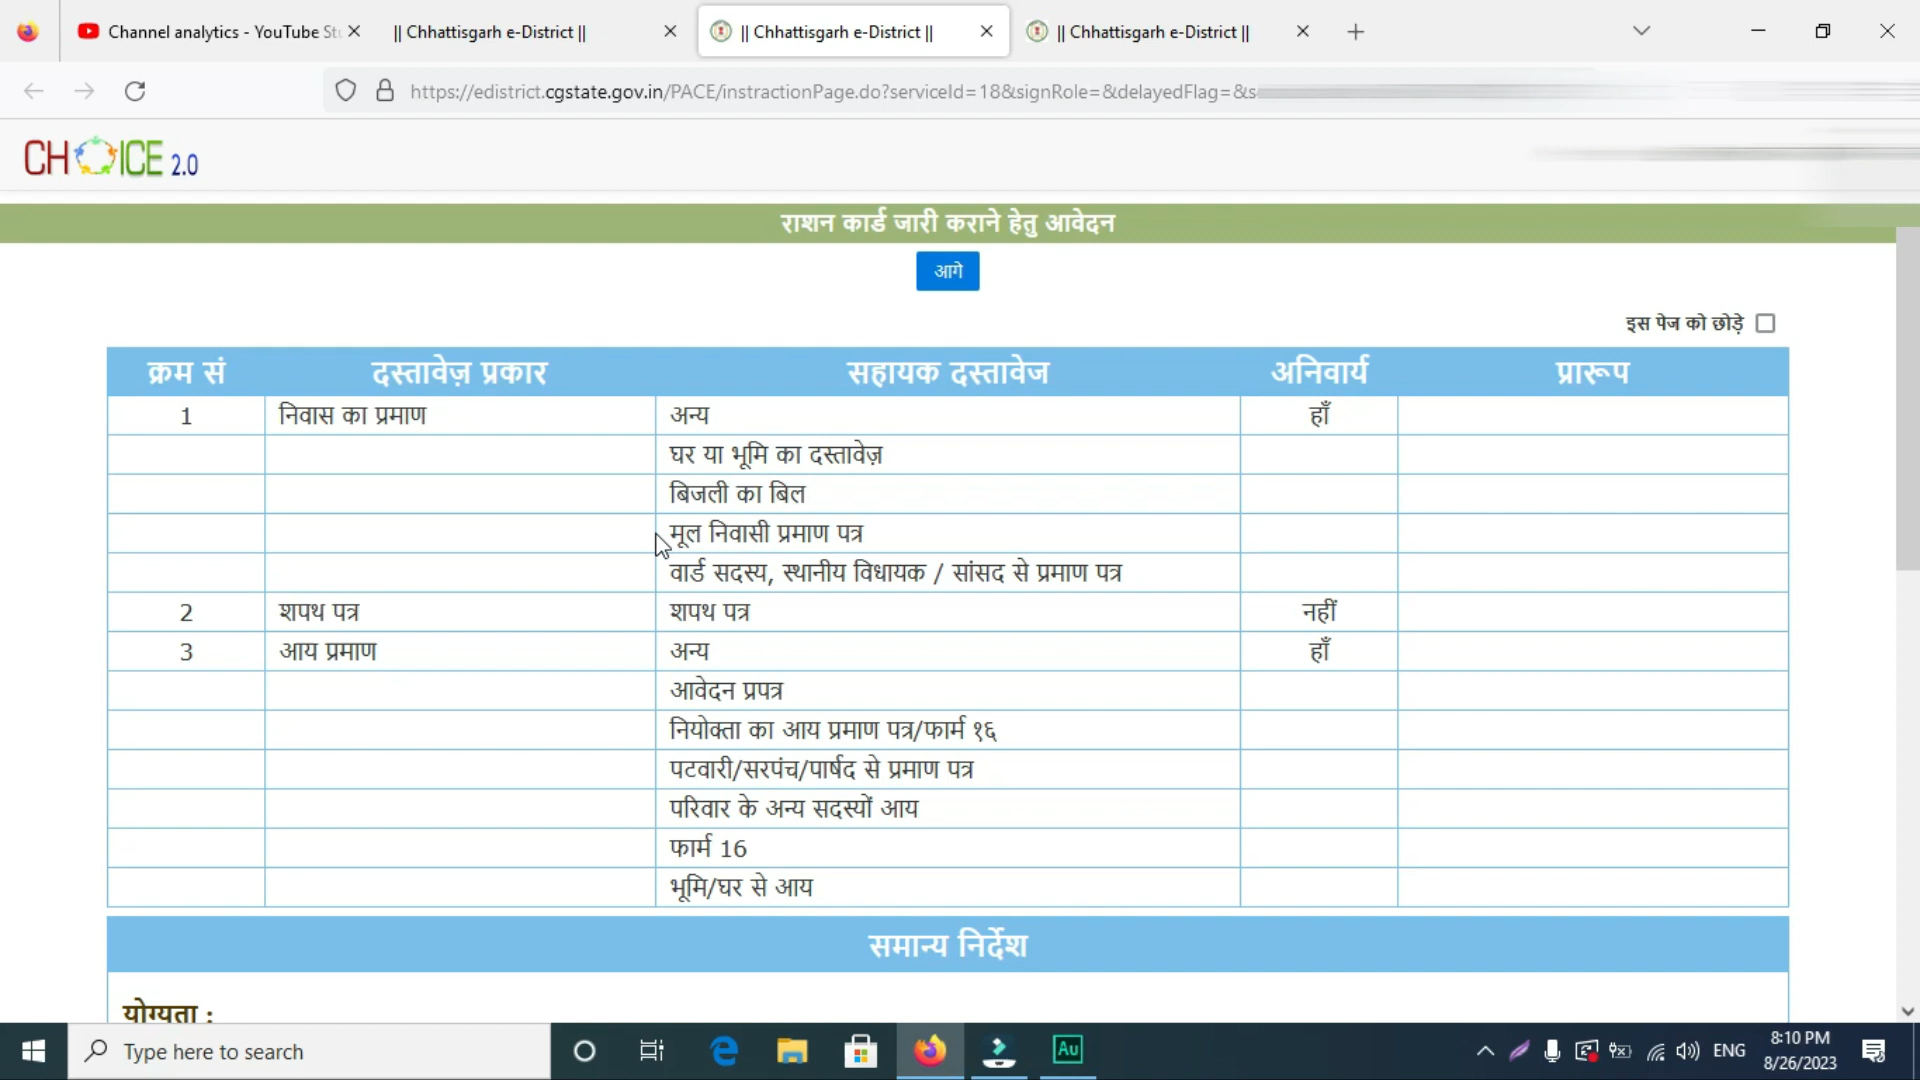 Channel analytics - YouTube St
|| Chhattisgarh e-District ||
|| Chhattisgarh e-District ||
|| Chhattisgarh e-District ||
https://edistrict.cgstate.gov.in/PACE/instractionPage.do?serviceId=18&signRole=&delayedFlag=&s
CHOICE 2.0
राशन कार्ड जारी कराने हेतु आवेदन
आगे
इस पेज को छोड़े
क्रम सं दस्तावेज़ प्रकार सहायक दस्तावेज अनिवार्य प्रारूप
1 निवास का प्रमाण अन्य हाँ
घर या भूमि का दस्तावेज़
बिजली का बिल
मूल निवासी प्रमाण पत्र
वार्ड सदस्य, स्थानीय विधायक / सांसद से प्रमाण पत्र
2 शपथ पत्र शपथ पत्र नहीं
3 आय प्रमाण अन्य हाँ
आवेदन प्रपत्र
नियोक्ता का आय प्रमाण पत्र/फार्म १६
पटवारी/सरपंच/पार्षद से प्रमाण पत्र
परिवार के अन्य सदस्यों आय
फार्म 16
भूमि/घर से आय
समान्य निर्देश
योग्यता :
Type here to search
Au
ENG
8:10 PM
8/26/2023